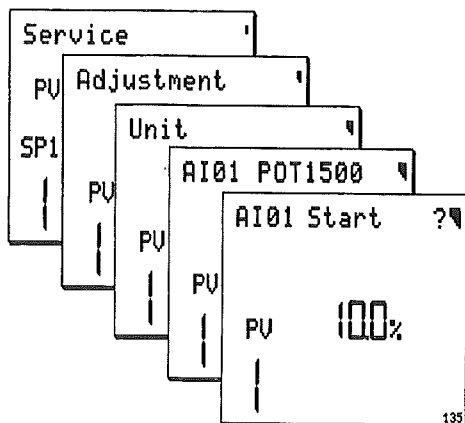 Service
PV
SP1
Adjustment
PV
Unit
PV
AI01 POT1500
PV
AI01 Start ?
PV 10.0%
135